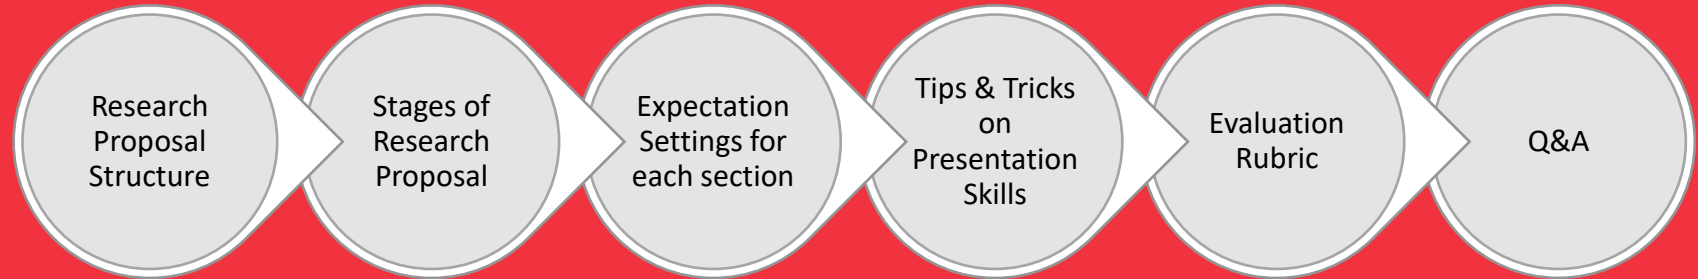 Research
Proposal
Structure
Stages of
Research
Proposal
Expectation
Settings for
each section
Tips & Tricks
on
Presentation
Skills
Evaluation
Rubric
Q&A